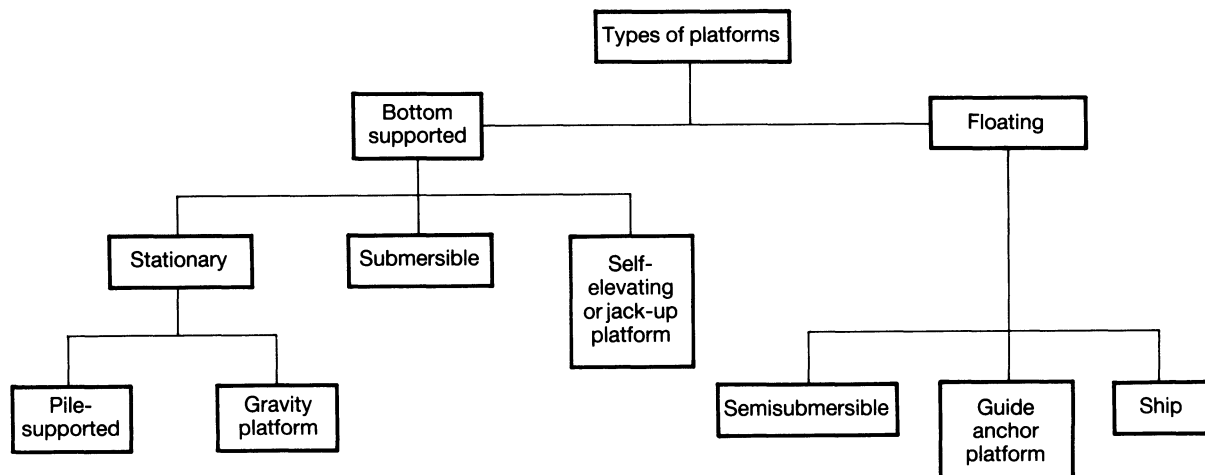 Types of platforms
Bottom
supported
Floating
Stationary
Submersible
Self-
elevating
or jack-up
platform
Pile-
supported
Gravity
platform
Semisubmersible
Guide
anchor
platform
Ship